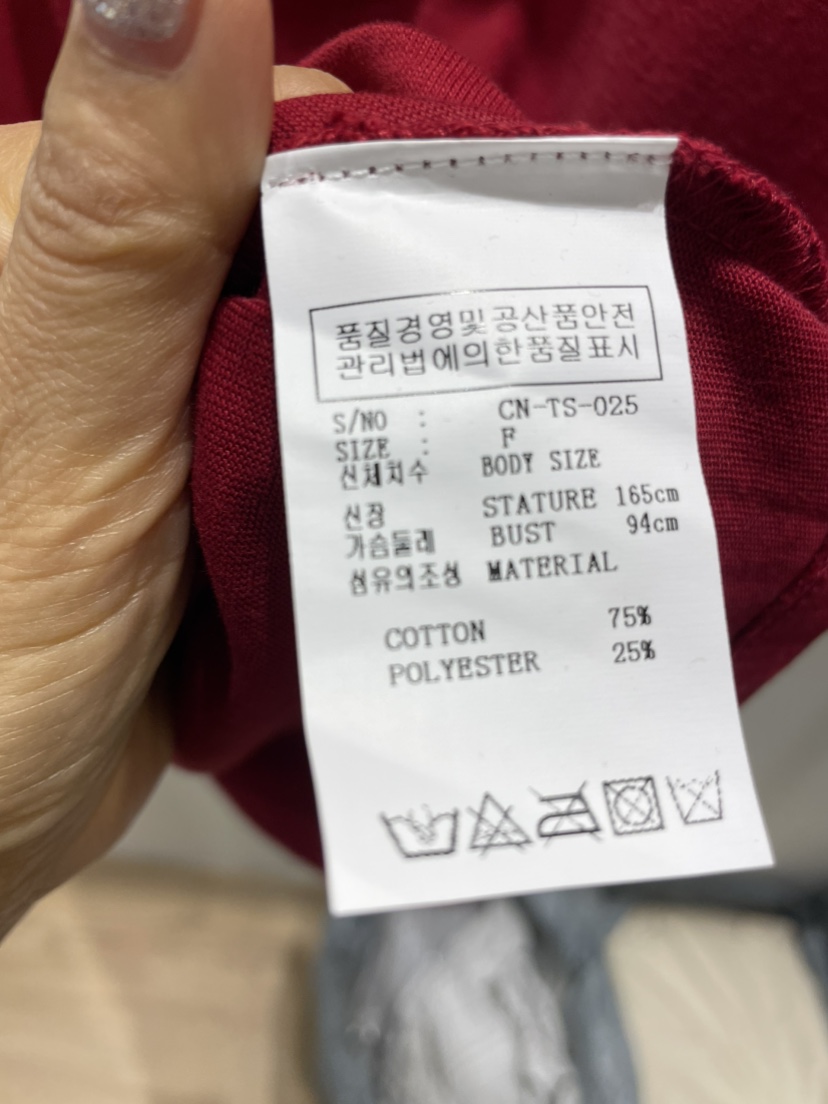 품질경영및공산품안전
관리법에의한품질표시
S/NO : CN-TS-025
SIZE : F
신체치수 BODY SIZE
신장 STATURE 165cm
가슴둘레 BUST 94cm
섬유의조성 MATERIAL
COTTON 75%
POLYESTER 25%